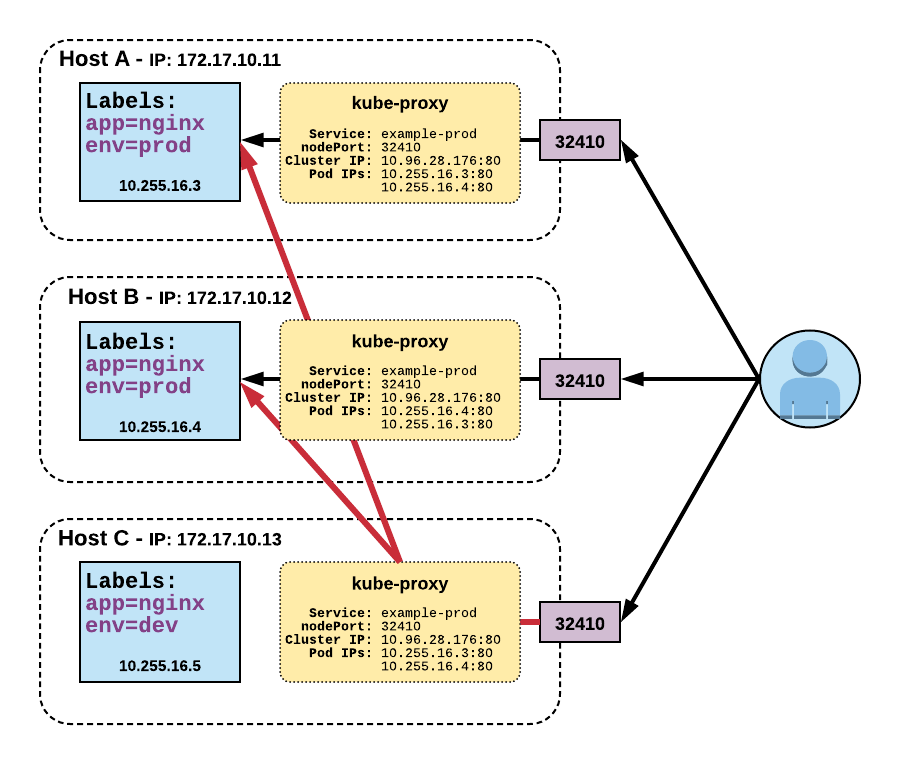 Host A - IP: 172.17.10.11
Labels:
app=nginx
env=prod
10.255.16.3
kube-proxy
Service: example-prod
nodePort: 32410
Cluster IP: 10.96.28.176:80
Pod IPs: 10.255.16.3:80
10.255.16.4:80
32410
Host B - IP: 172.17.10.12
Labels:
app=nginx
env=prod
10.255.16.4
kube-proxy
Service: example-prod
nodePort: 32410
Cluster IP: 10.96.28.176:80
Pod IPs: 10.255.16.4:80
10.255.16.3:80
32410
Host C - IP: 172.17.10.13
Labels:
app=nginx
env=dev
10.255.16.5
kube-proxy
Service: example-prod
nodePort: 32410
Cluster IP: 10.96.28.176:80
Pod IPs: 10.255.16.3:80
10.255.16.4:80
32410